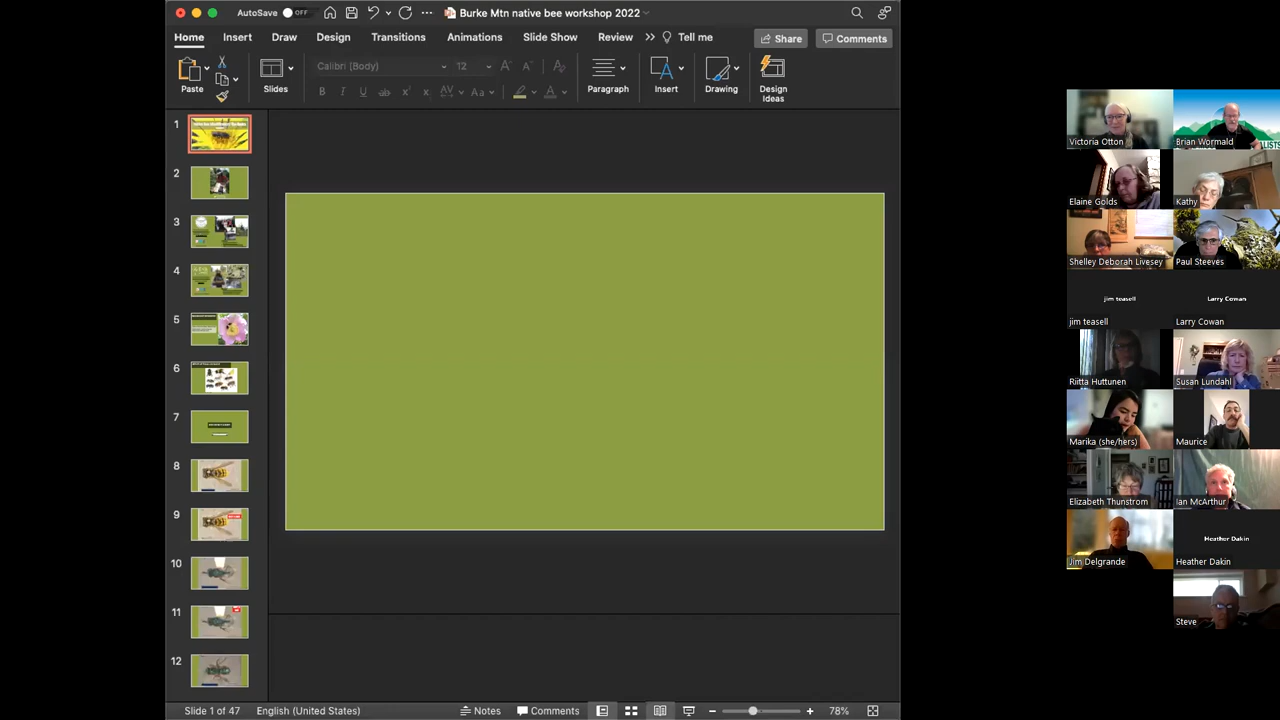 AutoSave OFF
Burke Mtn native bee workshop 2022
Home Insert Draw Design Transitions Animations Slide Show Review Tell me Share Comments
Calibri (Body) 12
Paste Slides Paragraph Insert Drawing Design Ideas
1
2
3
4
5
6
7
8
9
10
11
12
Slide 1 of 47 English (United States) Notes Comments 78%
Victoria Otton
Brian Wormald
ALISTS
Elaine Golds
Kathy
Shelley Deborah Livesey
Paul Steeves
jim teasell
jim teasell
Larry Cowan
Larry Cowan
Riitta Huttunen
Susan Lundahl
Marika (she/hers)
Maurice
Elizabeth Thunstrom
Ian McArthur
Jim Delgrande
Heather Dakin
Heather Dakin
Steve